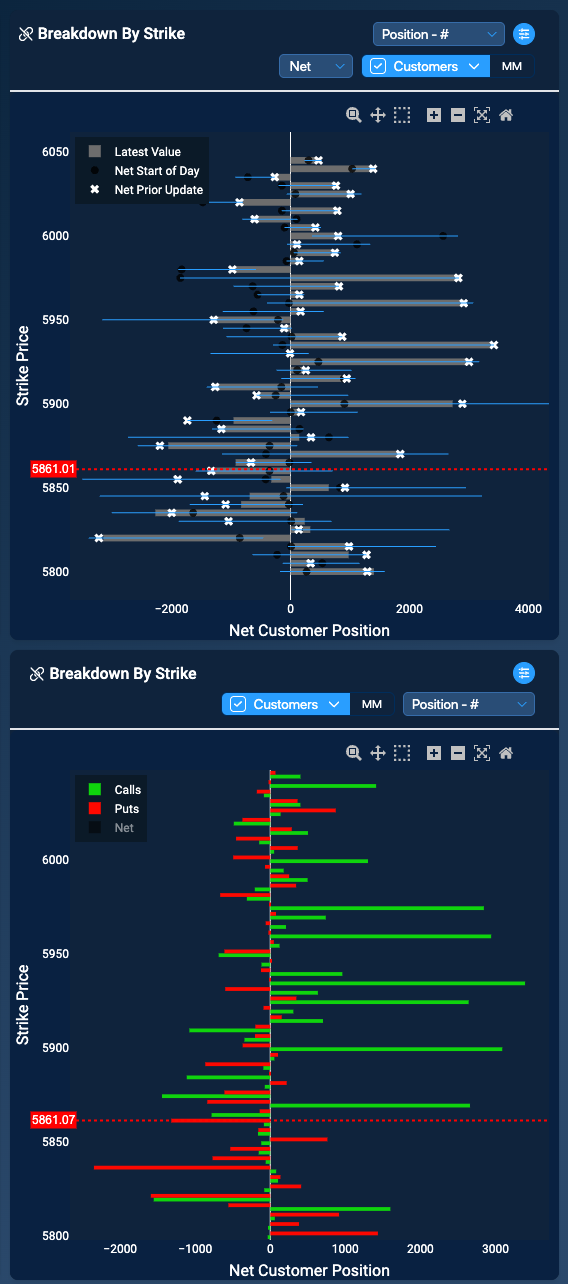 Breakdown By Strike
Position - #
Net
Customers
MM
Latest Value
Net Start of Day
Net Prior Update
6050
6000
5950
5900
5861.01
5850
5800
Strike Price
−2000
0
2000
4000
Net Customer Position
Breakdown By Strike
Customers
MM
Position - #
Calls
Puts
Net
6000
5950
5900
5861.07
5850
5800
Strike Price
−2000
−1000
0
1000
2000
3000
Net Customer Position